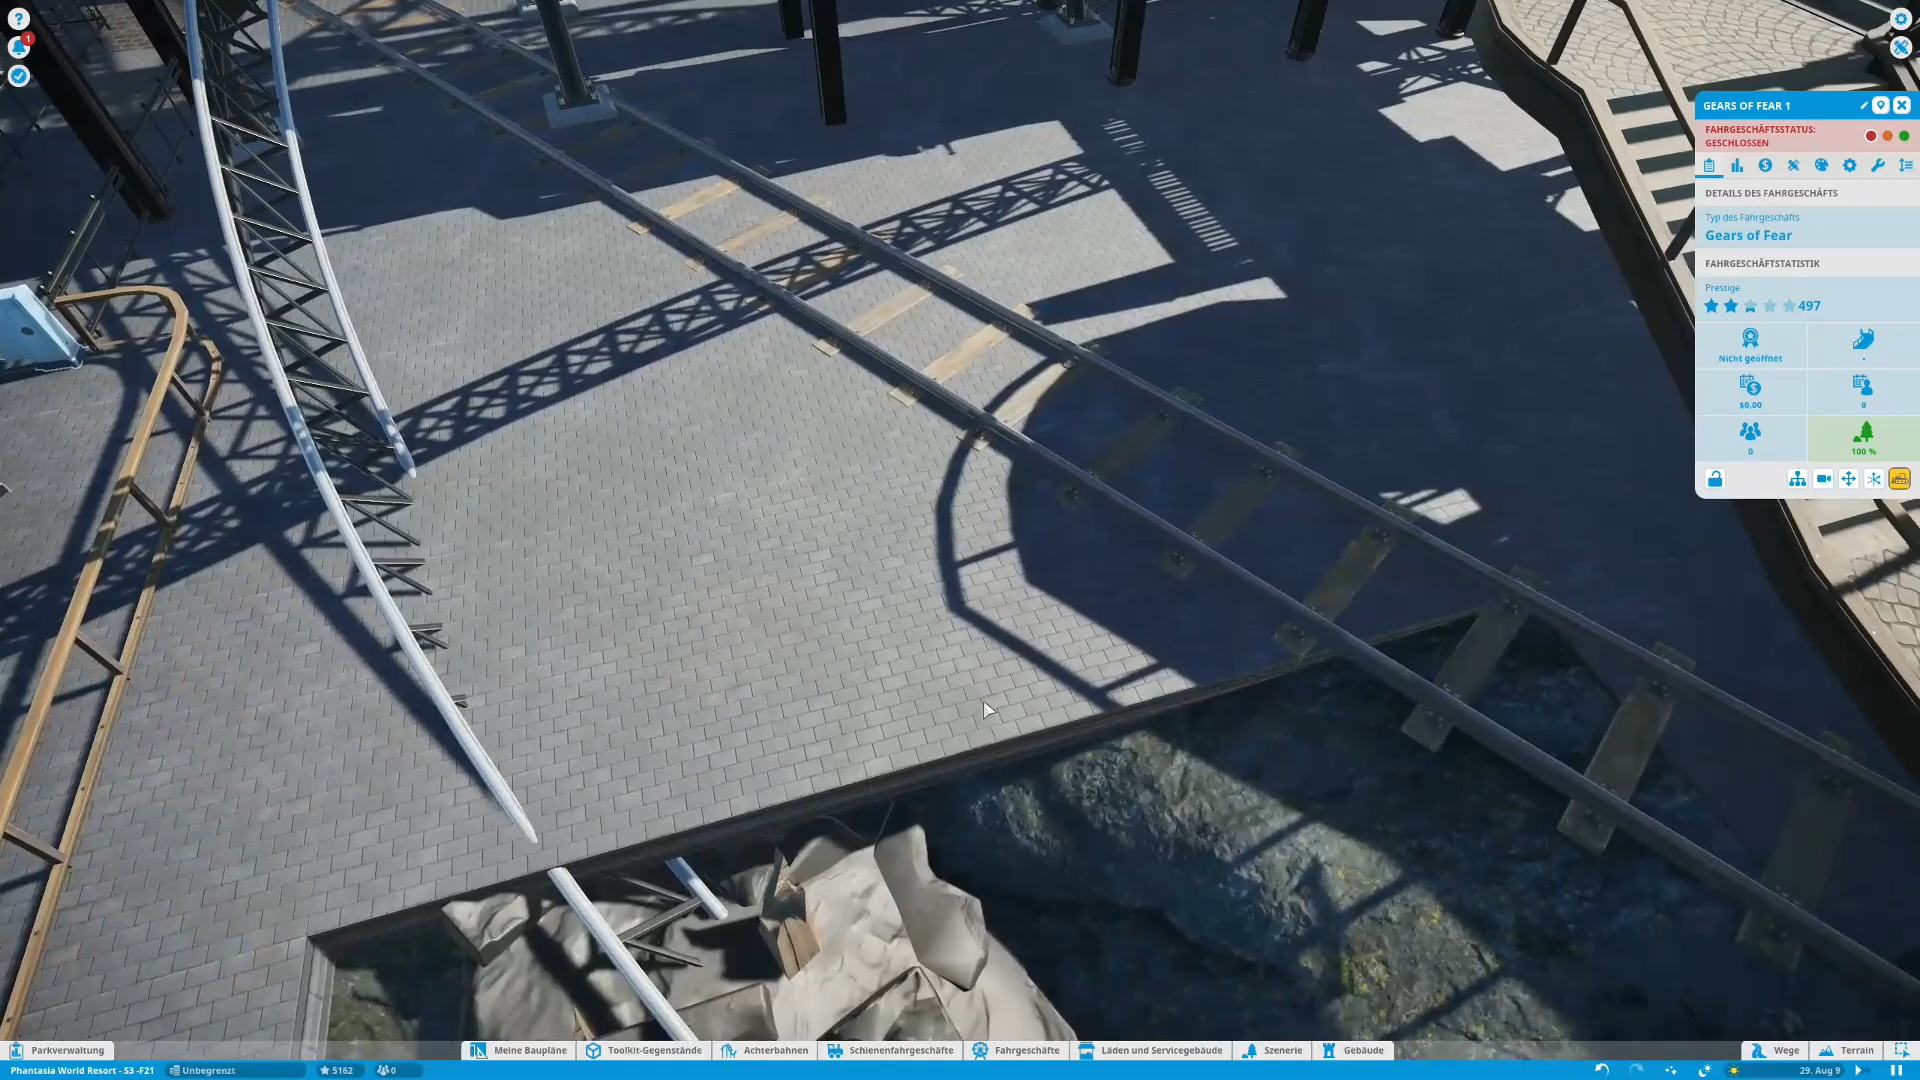 ?
1
GEARS OF FEAR 1
FAHRGESCHÄFTSSTATUS:
GESCHLOSSEN
DETAILS DES FAHRGESCHÄFTS
Typ des Fahrgeschäfts
Gears of Fear
FAHRGESCHÄFTSTATISTIK
Prestige
497
Nicht geöffnet
-
$0,00
0
0
100 %
Parkverwaltung
Meine Baupläne
Toolkit-Gegenstände
Achterbahnen
Schienenfahrgeschäfte
Fahrgeschäfte
Läden und Servicegebäude
Szenerie
Gebäude
Wege
Terrain
Phantasia World Resort - S3 -F21
Unbegrenzt
5162
0
29. Aug 9